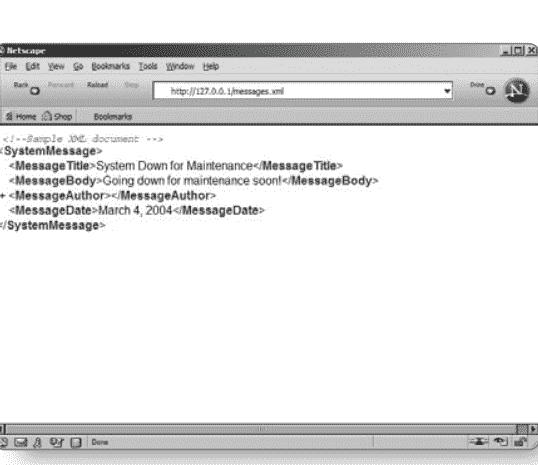 Netscape
File Edit View Go Bookmarks Tools Window Help
Back Forward Reload Stop http://127.0.0.1/messages.xml Print N
Home Shop Bookmarks
<!--Sample XML document -->
<SystemMessage>
<MessageTitle>System Down for Maintenance</MessageTitle>
<MessageBody>Going down for maintenance soon!</MessageBody>
+ <MessageAuthor></MessageAuthor>
<MessageDate>March 4, 2004</MessageDate>
</SystemMessage>
Done